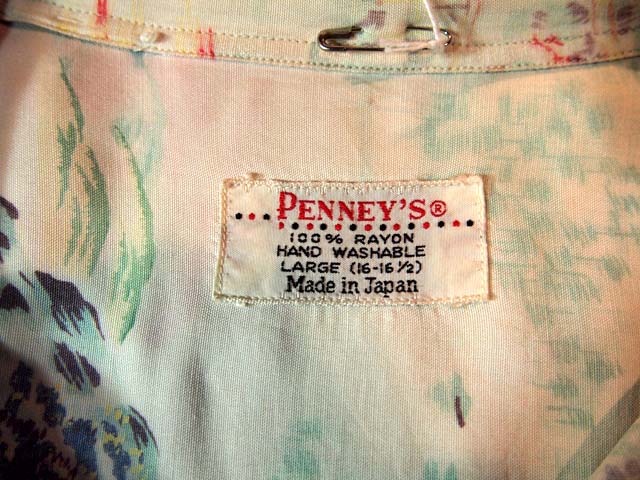 PENNEY'S®
100% RAYON
HAND WASHABLE
LARGE (16-16 1/2)
Made in Japan